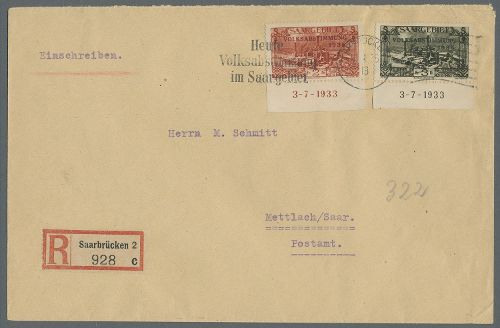 Einschreiben.
Heute
Volksabstimmung
im Saargebiet
SAARGEBIET
VOLKSABSTIMMUNG
3-7-1933
SAARGEBIET
VOLKSABSTIMMUNG
3-7-1933
Herrn M. Schmitt
322
Mettlach/Saar.
Postamt.
R Saarbrücken 2
928 c